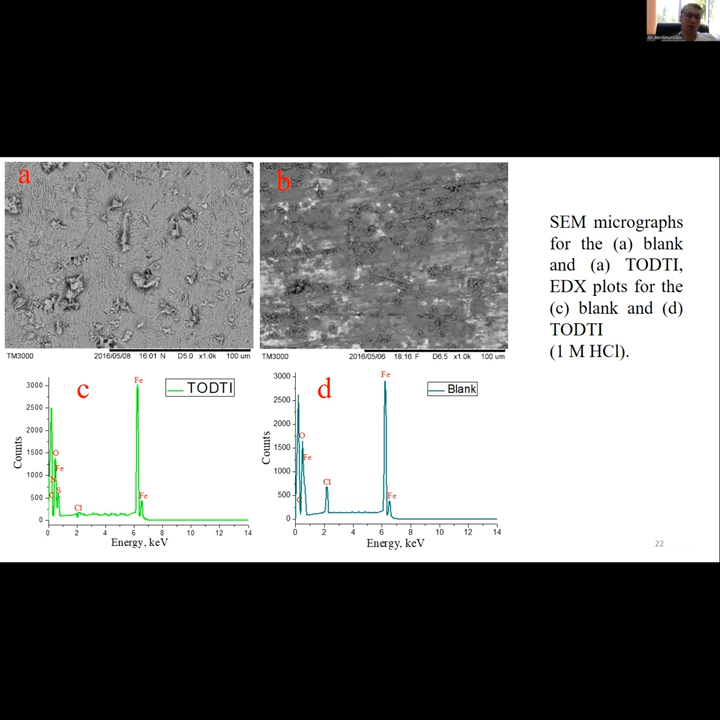 a
b
SEM micrographs
for the (a) blank
and (a) TODTI,
EDX plots for the
(c) blank and (d)
TODTI
(1 M HCl).
TM3000 2016/05/08 16:01 N D5.0 x1.0k 100 um
TM3000 2016/05/06 18:16 F D6.5 x1.0k 100 um
c
TODTI
Fe
O
Fe
N
C
S
Cl
Fe
3000
2500
2000
1500
1000
500
0
Counts
0 2 4 6 8 10 12 14
Energy, keV
d
Blank
Fe
O
Fe
C
Cl
Fe
3000
2500
2000
1500
1000
500
0
Counts
0 2 4 6 8 10 12 14
Energy, keV
22